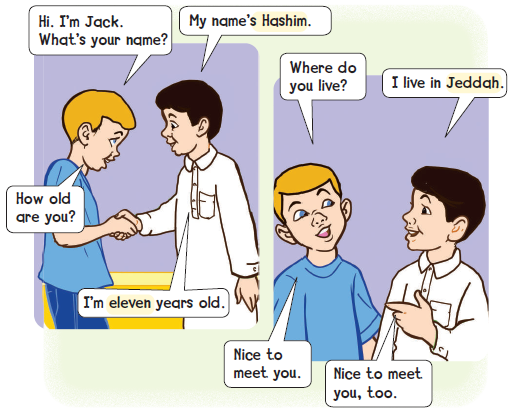 Hi. I'm Jack.
What's your name?
My name's Hashim.
How old
are you?
I'm eleven years old.
Where do
you live?
I live in Jeddah.
Nice to
meet you.
Nice to meet
you, too.